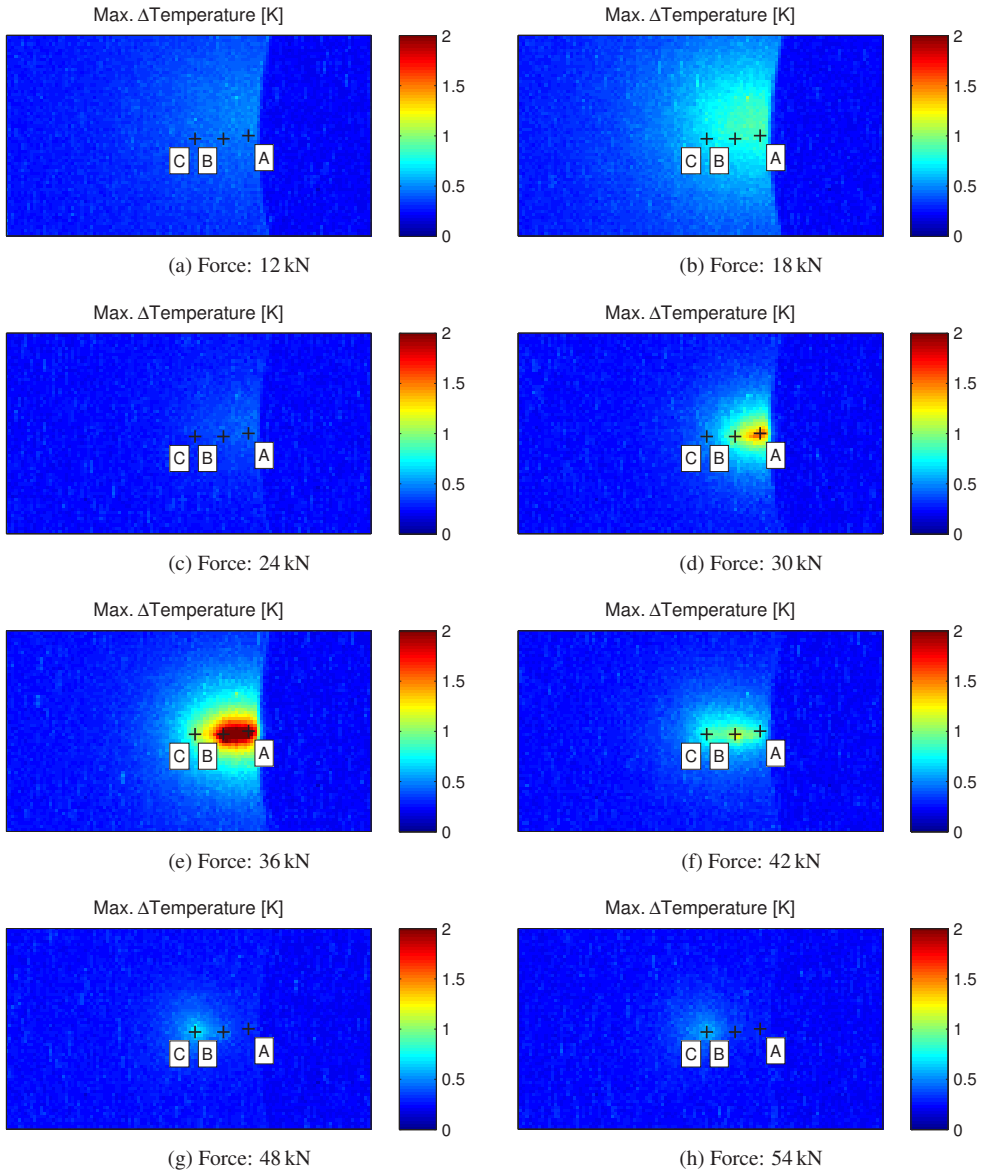 Max. ΔTemperature [K]
2
1.5
1
0.5
0
C B A
(a) Force: 12 kN
Max. ΔTemperature [K]
2
1.5
1
0.5
0
C B A
(b) Force: 18 kN
Max. ΔTemperature [K]
2
1.5
1
0.5
0
C B A
(c) Force: 24 kN
Max. ΔTemperature [K]
2
1.5
1
0.5
0
C B A
(d) Force: 30 kN
Max. ΔTemperature [K]
2
1.5
1
0.5
0
C B A
(e) Force: 36 kN
Max. ΔTemperature [K]
2
1.5
1
0.5
0
C B A
(f) Force: 42 kN
Max. ΔTemperature [K]
2
1.5
1
0.5
0
C B A
(g) Force: 48 kN
Max. ΔTemperature [K]
2
1.5
1
0.5
0
C B A
(h) Force: 54 kN